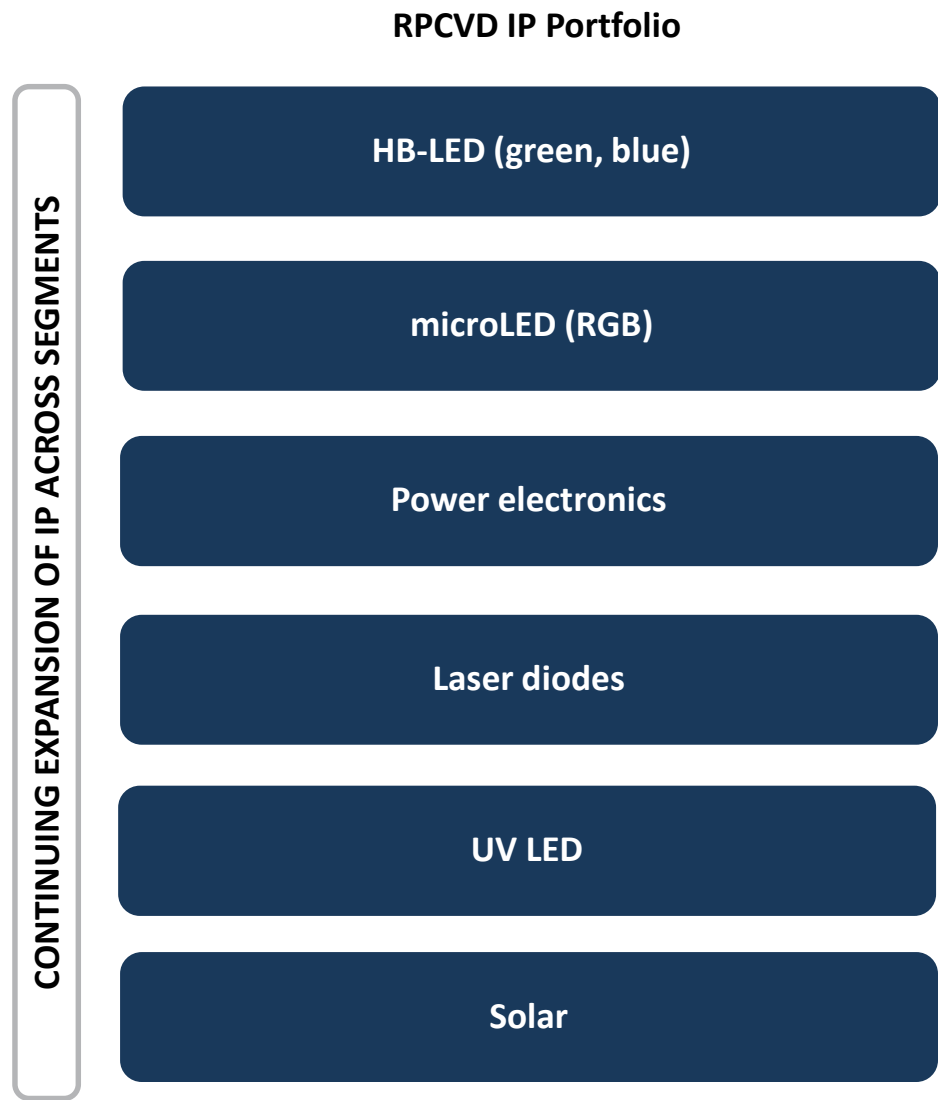 RPCVD IP Portfolio
CONTINUING EXPANSION OF IP ACROSS SEGMENTS
HB-LED (green, blue)
microLED (RGB)
Power electronics
Laser diodes
UV LED
Solar